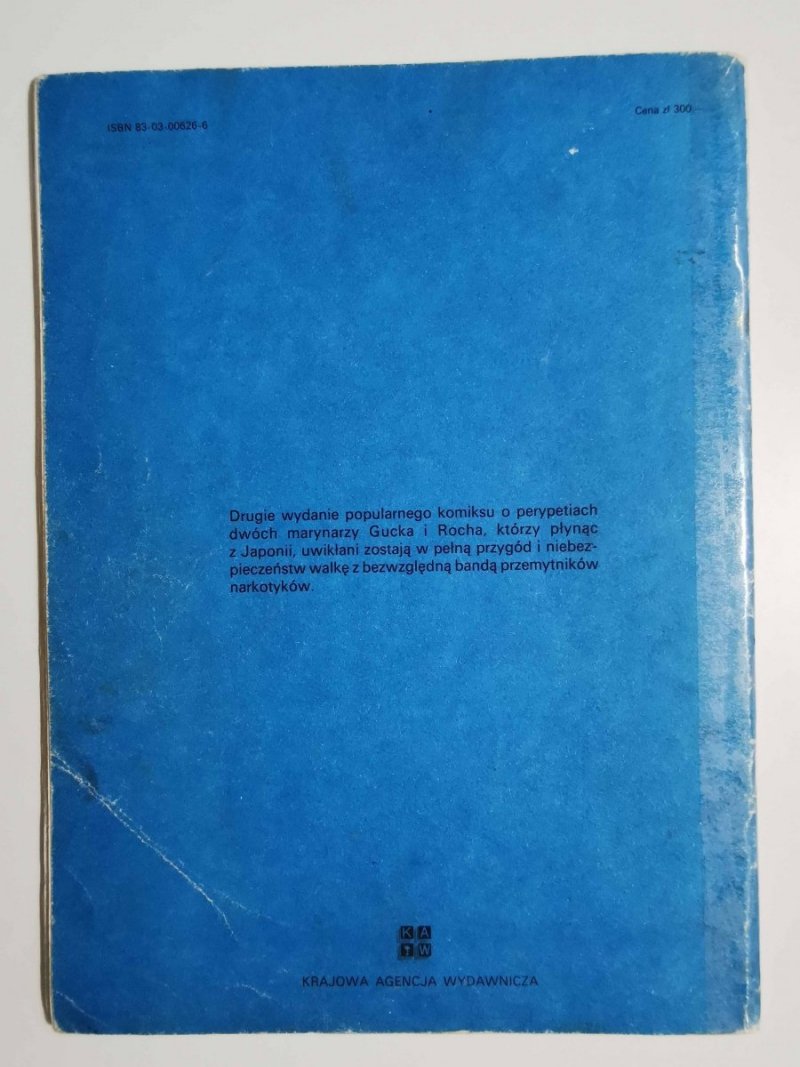 ISBN 83-03-00626-6
Cena zł 300,—
Drugie wydanie popularnego komiksu o perypetiach
dwóch marynarzy Gucka i Rocha, którzy płynąc
z Japonii, uwikłani zostają w pełną przygód i niebez-
pieczeństw walkę z bezwzględną bandą przemytników
narkotyków.
K A
I W
KRAJOWA AGENCJA WYDAWNICZA